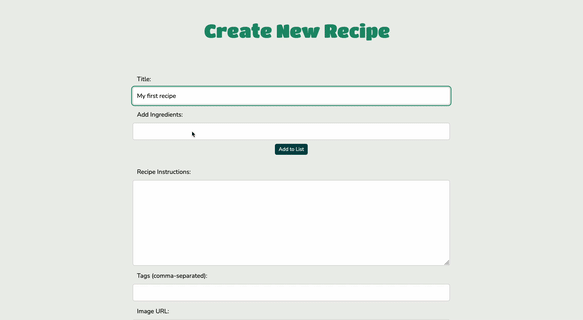 Create New Recipe
Title:
My first recipe
Add Ingredients:
Add to List
Recipe Instructions:
Tags (comma-separated):
Image URL: